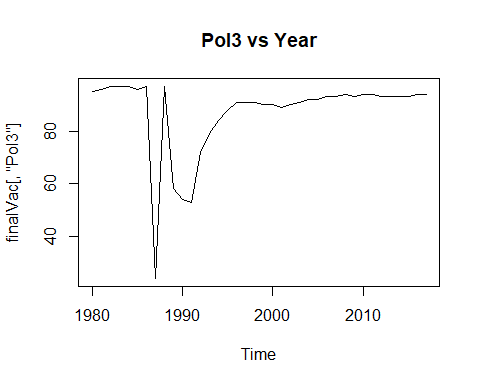 Pol3 vs Year
finalVac[, "Pol3"]
80
60
40
1980 1990 2000 2010
Time